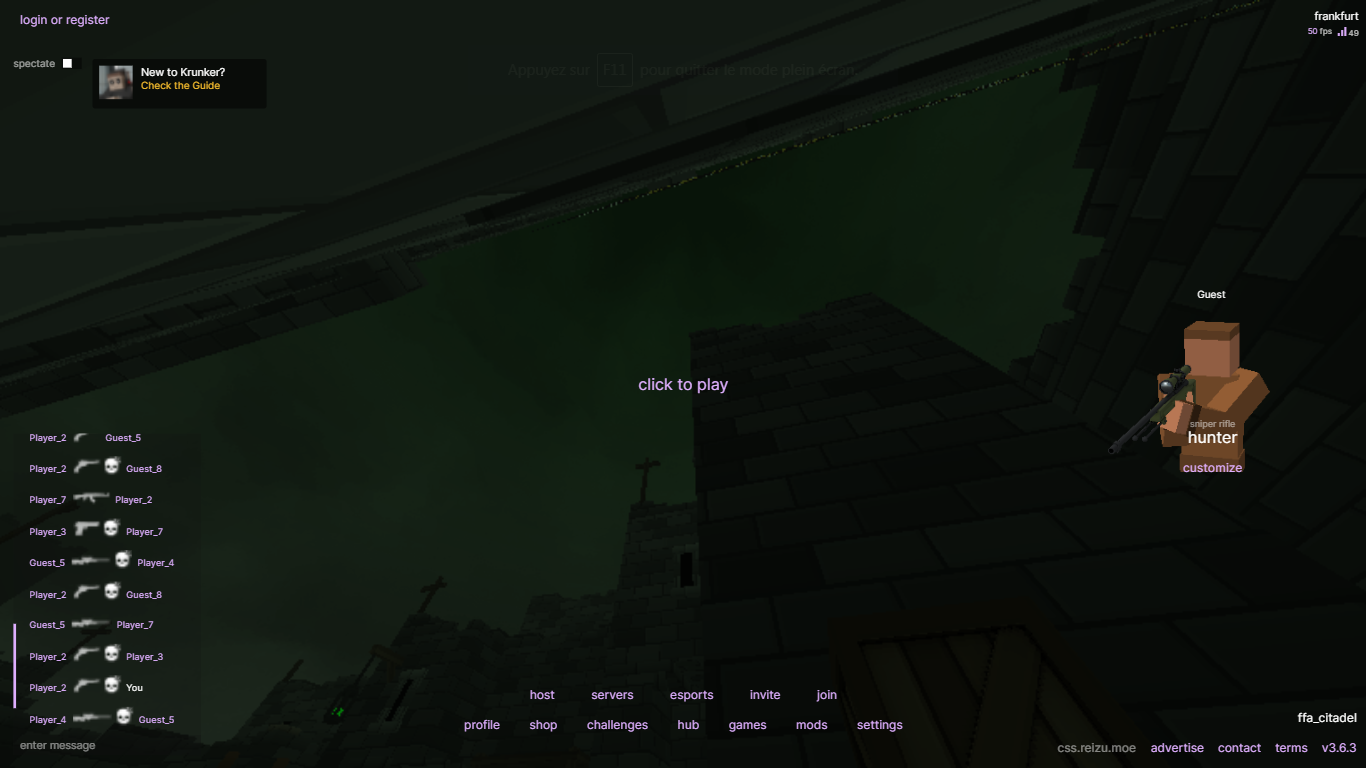 login or register
frankfurt
50 fps 49
spectate
New to Krunker?
Check the Guide
Appuyez sur F11 pour quitter le mode plein écran
Guest
click to play
sniper rifle
hunter
customize
Player_2 Guest_5
Player_2 Guest_8
Player_7 Player_2
Player_3 Player_7
Guest_5 Player_4
Player_2 Guest_8
Guest_5 Player_7
Player_2 Player_3
Player_2 You
Player_4 Guest_5
enter message
host servers esports invite join
profile shop challenges hub games mods settings
ffa_citadel
css.reizu.moe advertise contact terms v3.6.3